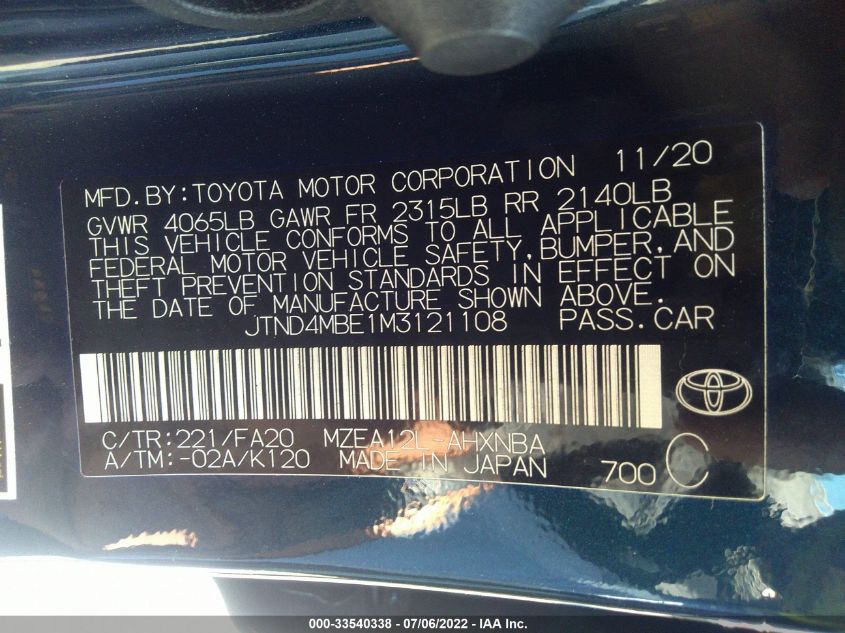 MFD.BY:TOYOTA MOTOR CORPORATION 11/20
GVWR 4065LB GAWR FR 2315LB RR 2140LB
THIS VEHICLE CONFORMS TO ALL APPLICABLE
FEDERAL MOTOR VEHICLE SAFETY,BUMPER,AND
THEFT PREVENTION STANDARDS IN EFFECT ON
THE DATE OF MANUFACTURE SHOWN ABOVE.
JTND4MBE1M3121108 PASS.CAR
C/TR:221/FA20 MZEA12L-AHXNBA
A/TM:-02A/K120 MADE IN JAPAN 700 C
000-33540338 - 07/06/2022 - IAA Inc.